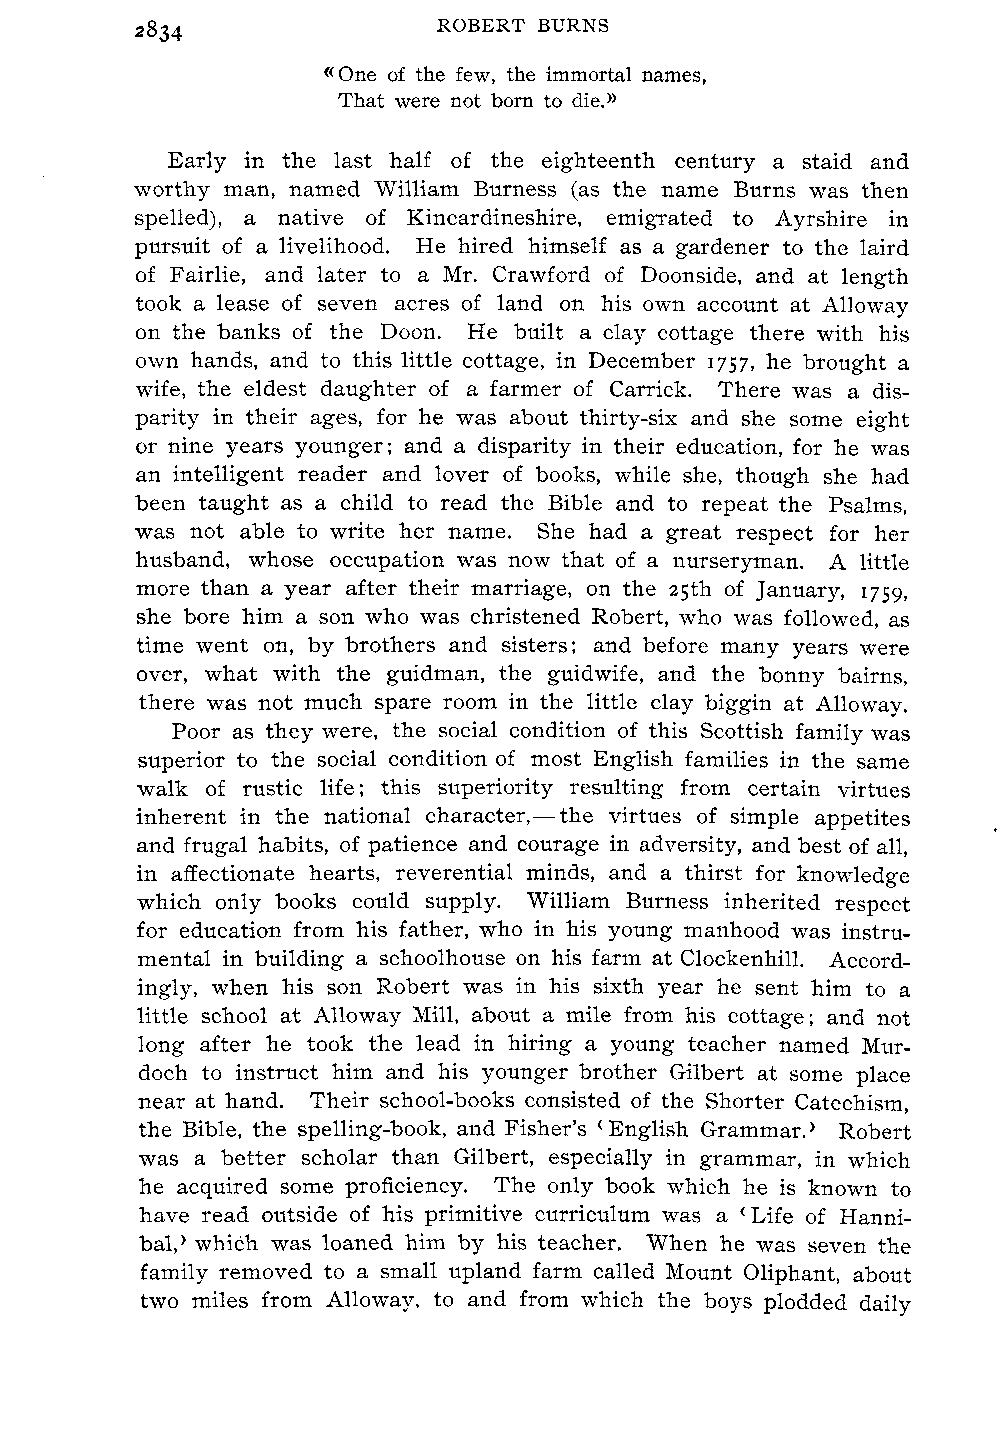 2834 ROBERT BURNS
«One of the few, the immortal names,
That were not born to die.»
Early in the last half of the eighteenth century a staid and
worthy man, named William Burness (as the name Burns was then
spelled), a native of Kincardineshire, emigrated to Ayrshire in
pursuit of a livelihood. He hired himself as a gardener to the laird
of Fairlie, and later to a Mr. Crawford of Doonside, and at length
took a lease of seven acres of land on his own account at Alloway
on the banks of the Doon. He built a clay cottage there with his
own hands, and to this little cottage, in December 1757, he brought a
wife, the eldest daughter of a farmer of Carrick. There was a dis-
parity in their ages, for he was about thirty-six and she some eight
or nine years younger; and a disparity in their education, for he was
an intelligent reader and lover of books, while she, though she had
been taught as a child to read the Bible and to repeat the Psalms,
was not able to write her name. She had a great respect for her
husband, whose occupation was now that of a nurseryman. A little
more than a year after their marriage, on the 25th of January, 1759,
she bore him a son who was christened Robert, who was followed, as
time went on, by brothers and sisters; and before many years were
over, what with the guidman, the guidwife, and the bonny bairns,
there was not much spare room in the little clay biggin at Alloway.
Poor as they were, the social condition of this Scottish family was
superior to the social condition of most English families in the same
walk of rustic life; this superiority resulting from certain virtues
inherent in the national character,—the virtues of simple appetites
and frugal habits, of patience and courage in adversity, and best of all,
in affectionate hearts, reverential minds, and a thirst for knowledge
which only books could supply. William Burness inherited respect
for education from his father, who in his young manhood was instru-
mental in building a schoolhouse on his farm at Clockenhill. Accord-
ingly, when his son Robert was in his sixth year he sent him to a
little school at Alloway Mill, about a mile from his cottage; and not
long after he took the lead in hiring a young teacher named Mur-
doch to instruct him and his younger brother Gilbert at some place
near at hand. Their school-books consisted of the Shorter Catechism,
the Bible, the spelling-book, and Fisher's ‹English Grammar.› Robert
was a better scholar than Gilbert, especially in grammar, in which
he acquired some proficiency. The only book which he is known to
have read outside of his primitive curriculum was a ‹Life of Hanni-
bal,› which was loaned him by his teacher. When he was seven the
family removed to a small upland farm called Mount Oliphant, about
two miles from Alloway, to and from which the boys plodded daily